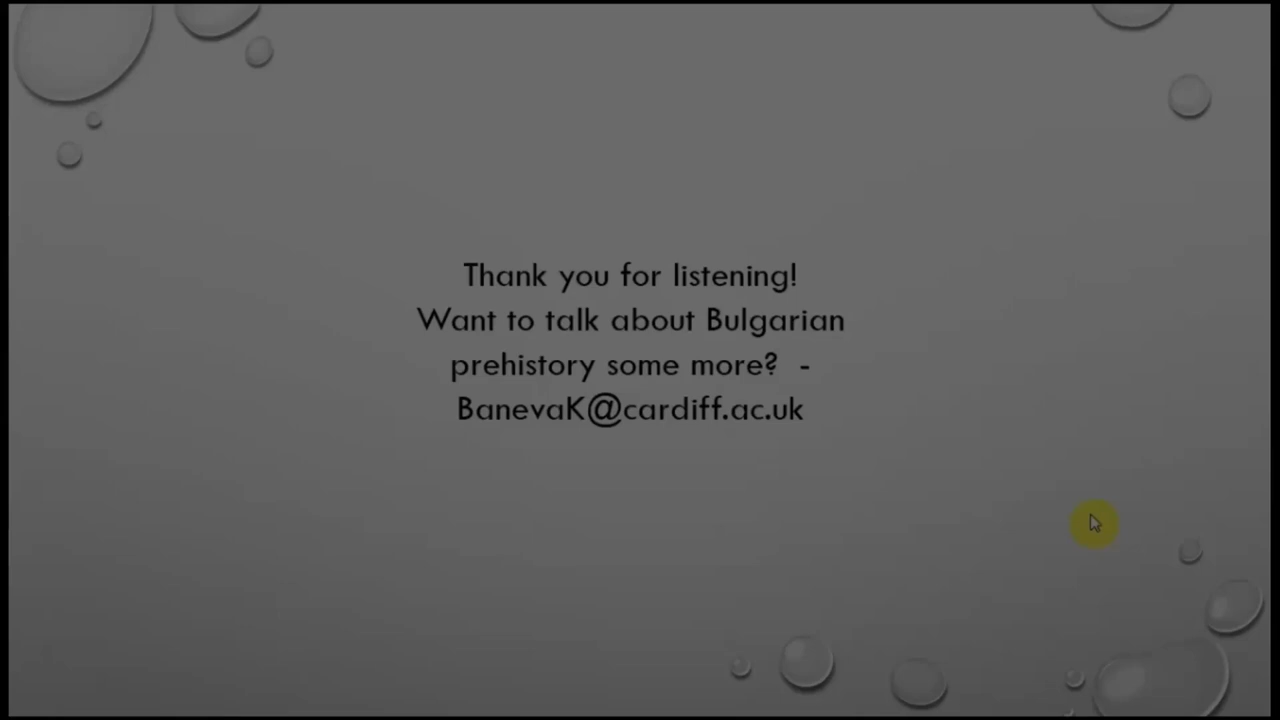 Thank you for listening!
Want to talk about Bulgarian
prehistory some more?  -
BanevaK@cardiff.ac.uk